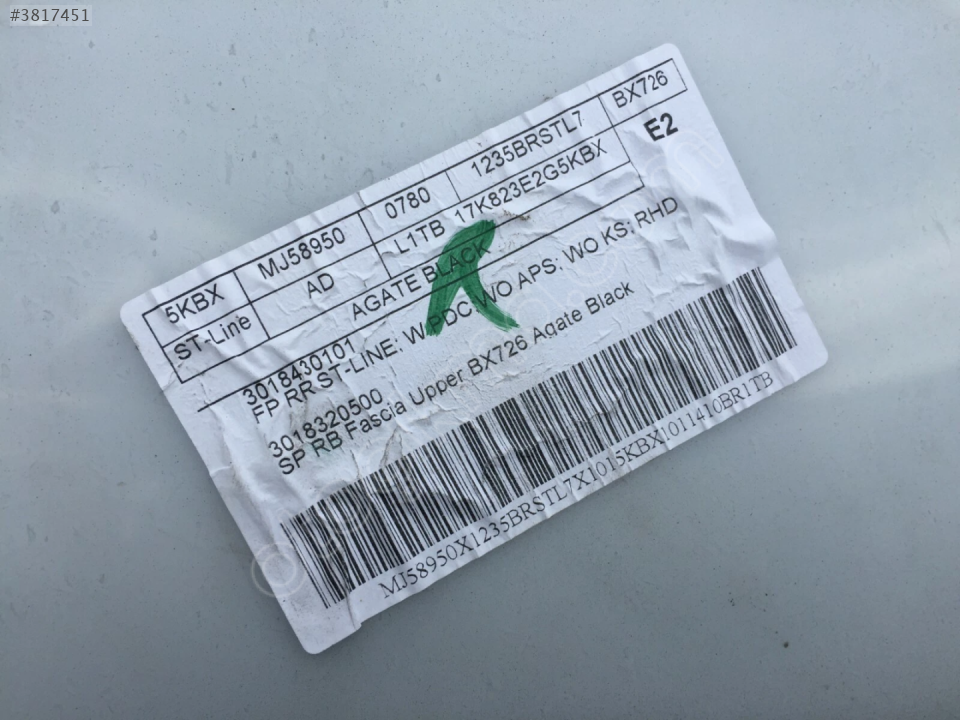 #3817451
5KBX MJ58950 0780 1235BRSTL7 BX726
ST-Line AD L1TB 17K823E2G5KBX E2
AGATE BLACK
3018430101
FP RR ST-LINE: W PDC: WO APS: WO KS: RHD
3018320500
SP RB Fascia Upper BX726 Agate Black
MJ58950X1235BRSTL7X1015KBX1011410BR1TB